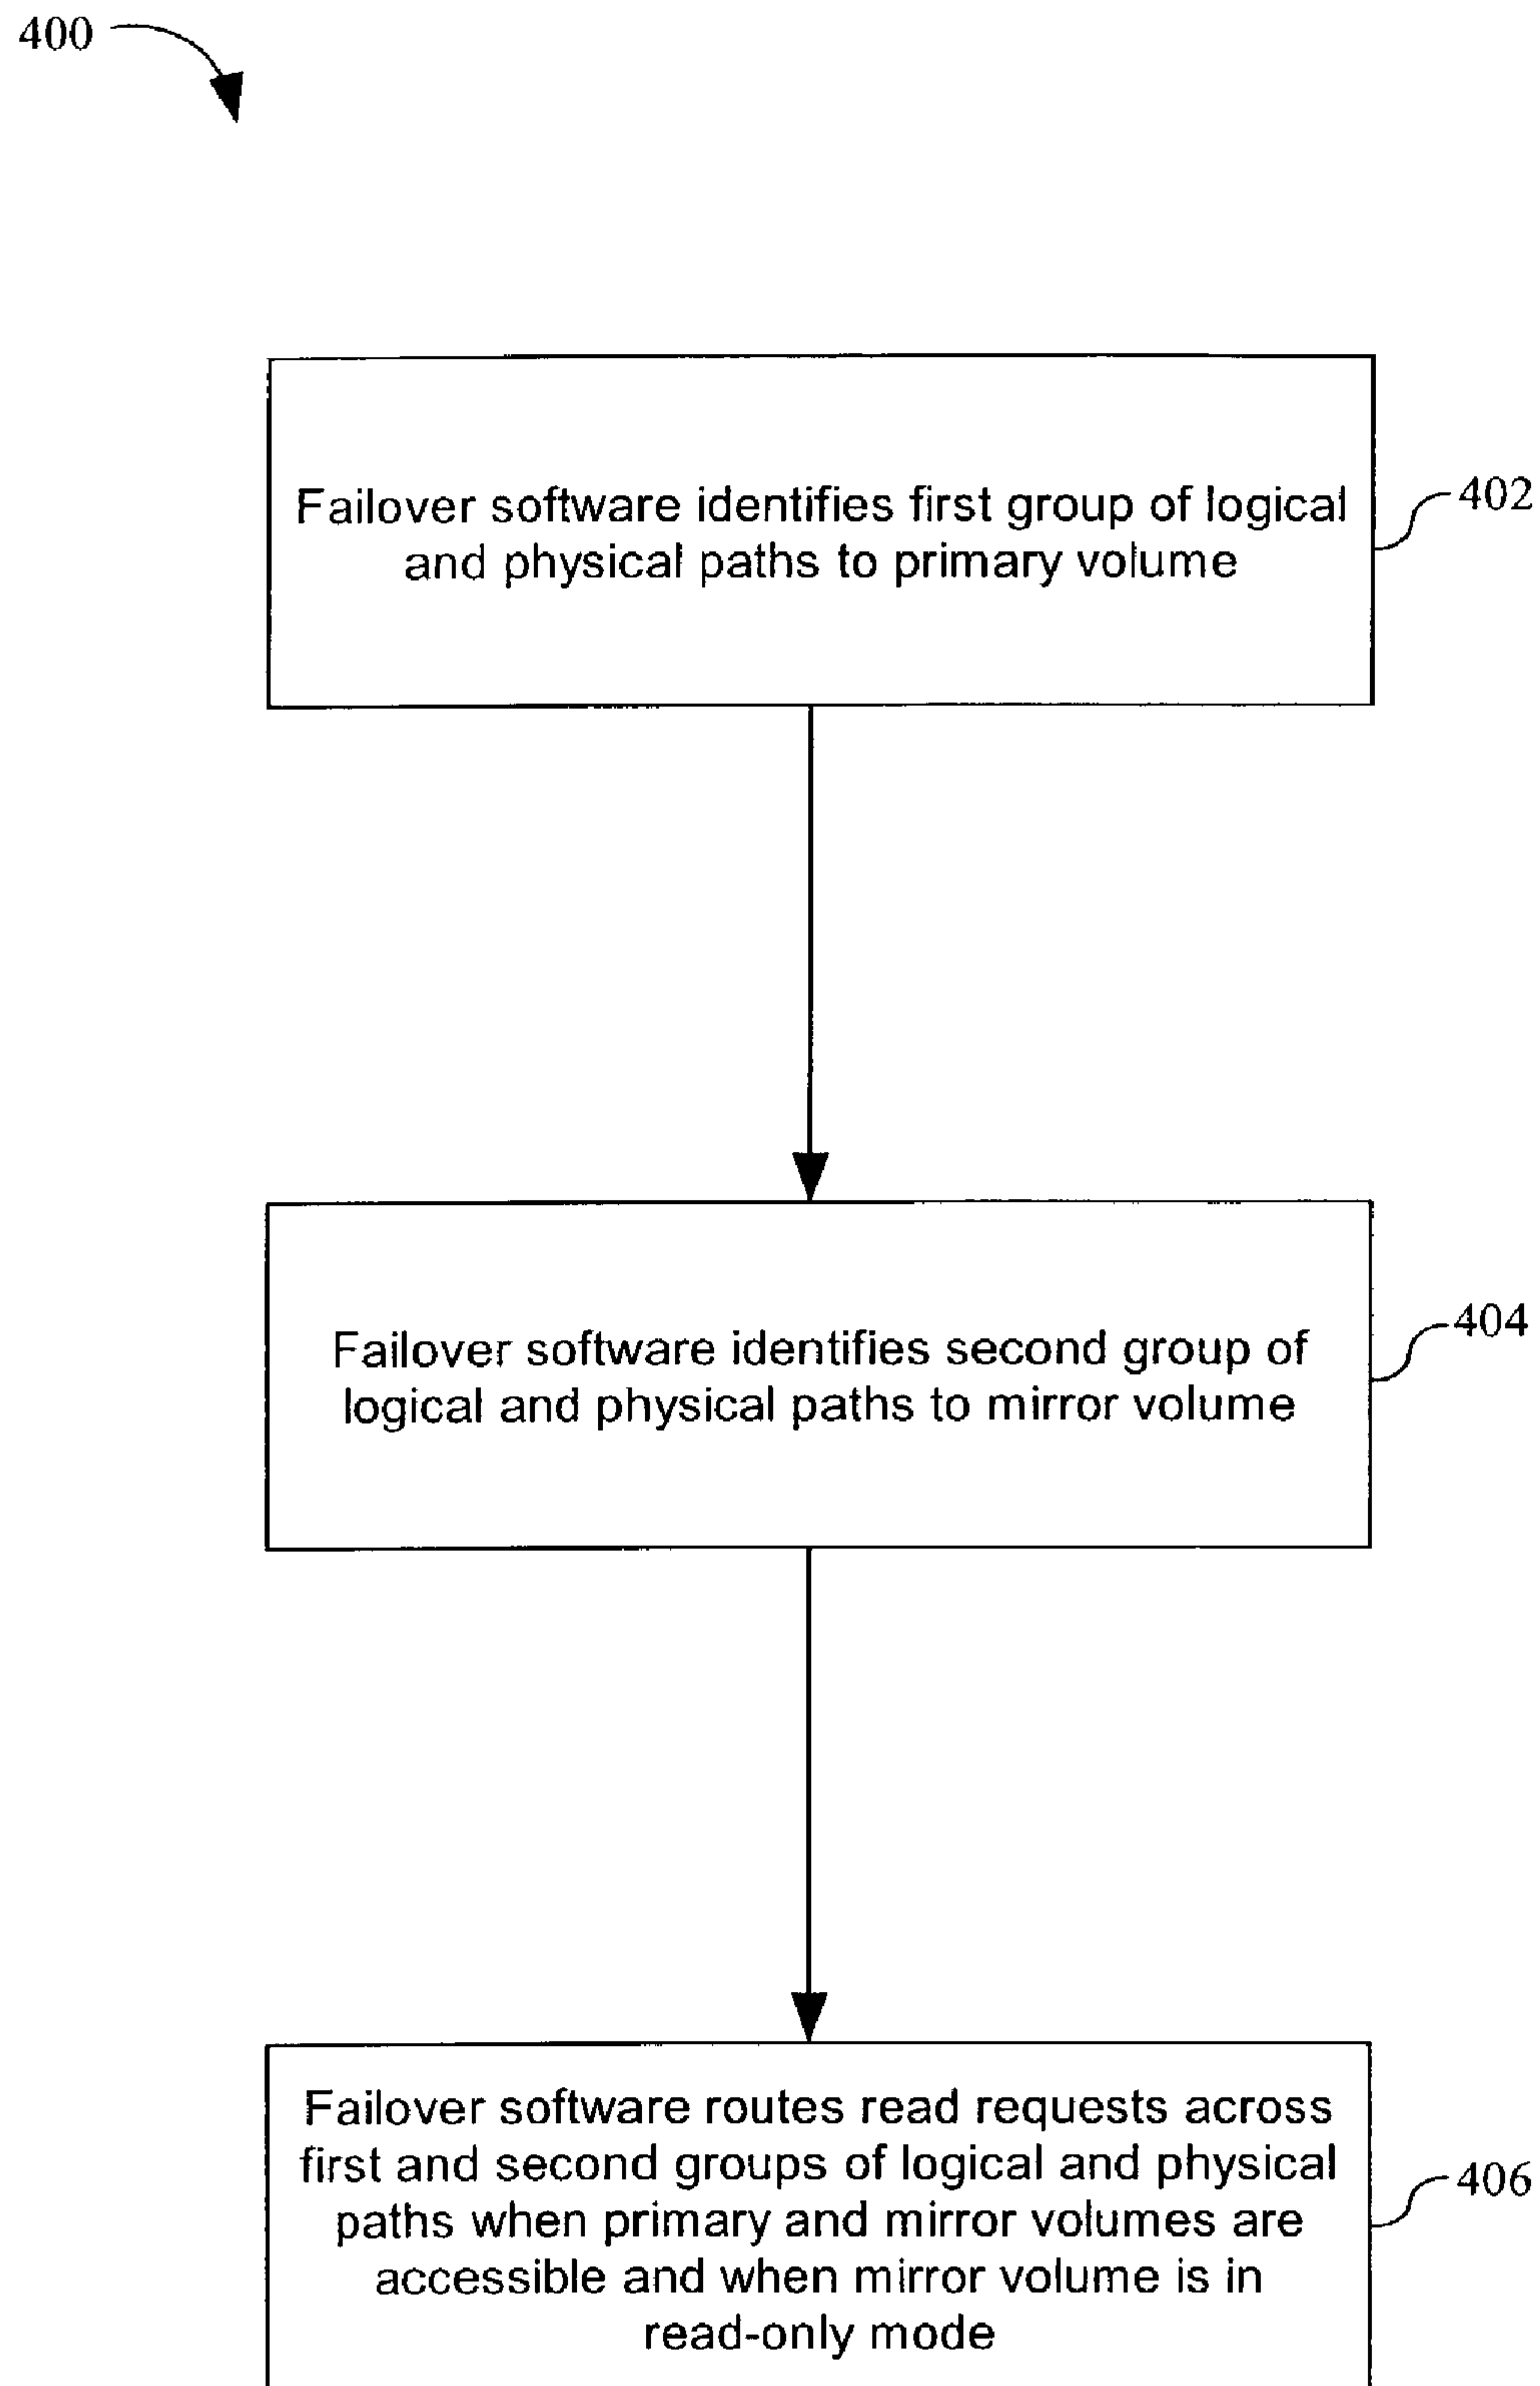 400
Failover software identifies first group of logical
and physical paths to primary volume
402
Failover software identifies second group of
logical and physical paths to mirror volume
404
Failover software routes read requests across
first and second groups of logical and physical
paths when primary and mirror volumes are
accessible and when mirror volume is in
read-only mode
406